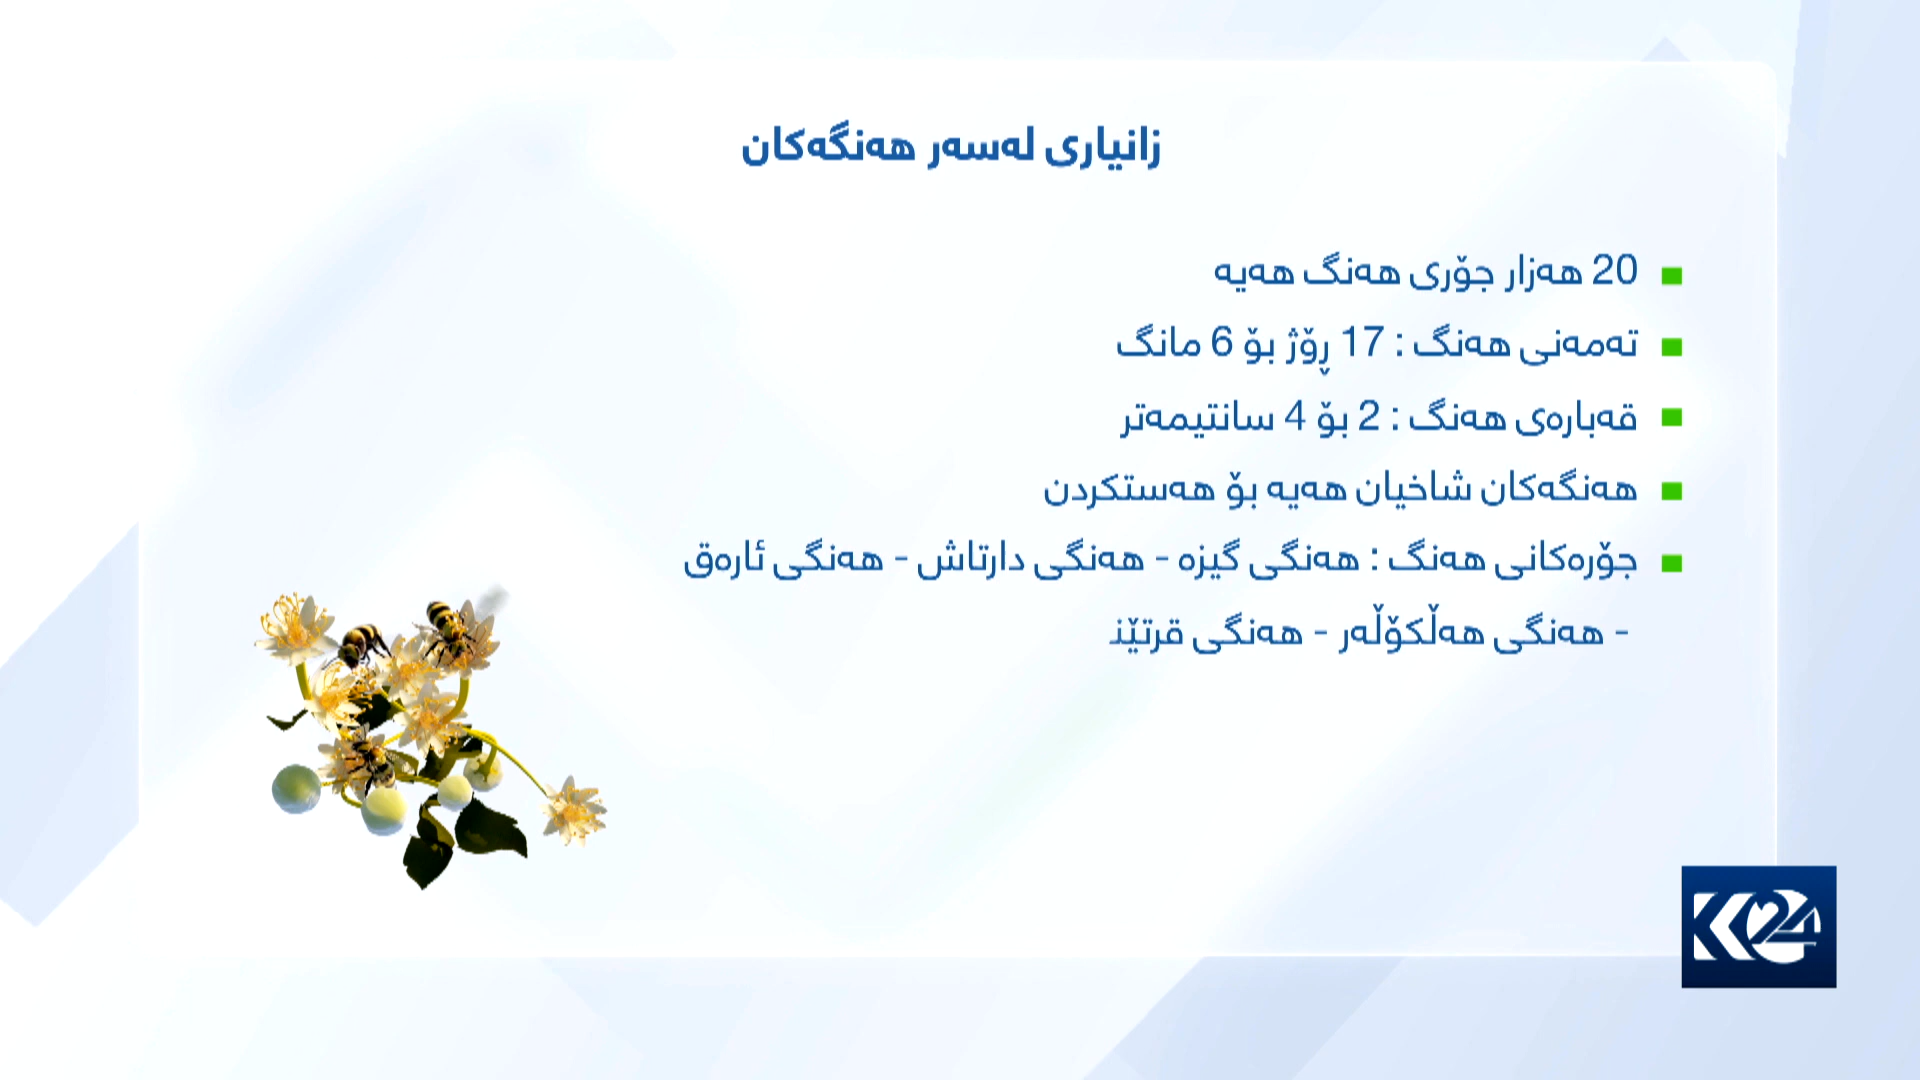 زانیاری لەسەر هەنگەکان
20 هەزار جۆری هەنگ هەیە
تەمەنی هەنگ : 17 ڕۆژ بۆ 6 مانگ
قەبارەی هەنگ : 2 بۆ 4 سانتیمەتر
هەنگەکان شاخیان هەیە بۆ هەستکردن
جۆرەکانی هەنگ : هەنگی گیزە - هەنگی دارتاش - هەنگی ئارەق
- هەنگی هەڵکۆڵەر - هەنگی قرتێنـ
K24